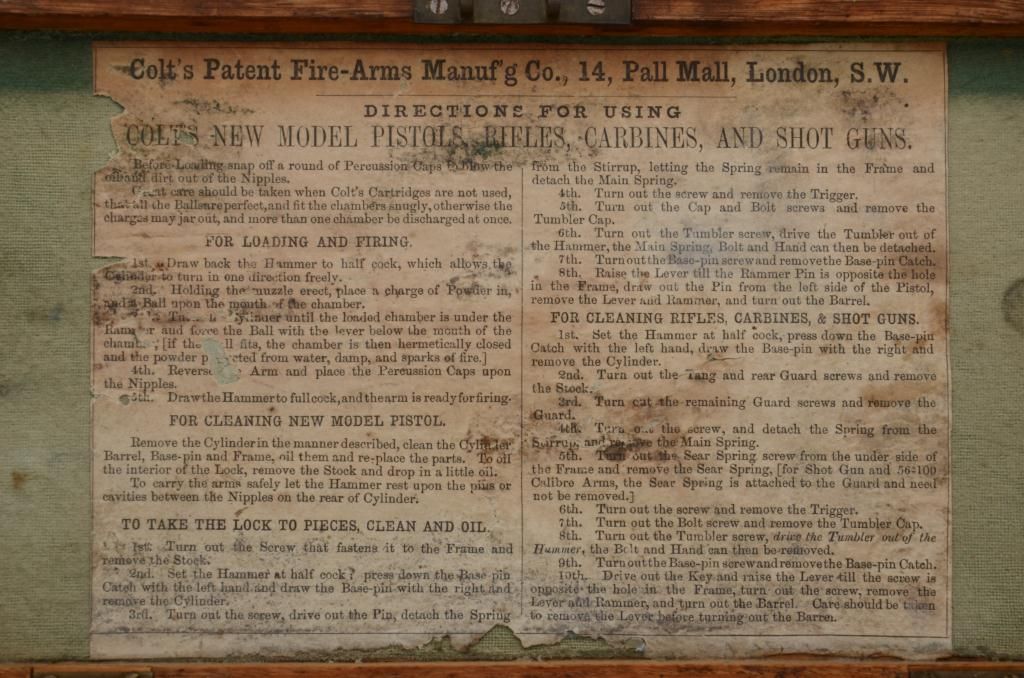 Colt's Patent Fire-Arms Manuf'g Co., 14, Pall Mall, London, S.W.
DIRECTIONS FOR USING
COLT'S NEW MODEL PISTOLS, RIFLES, CARBINES, AND SHOT GUNS.
Before Loading snap off a round of Percussion Caps to blow the
oil and dirt out of the Nipples.
Great care should be taken when Colt's Cartridges are not used,
that all the Balls are perfect, and fit the chambers snugly, otherwise the
charges may jar out, and more than one chamber be discharged at once.
FOR LOADING AND FIRING.
1st. Draw back the Hammer to half cock, which allows the
Cylinder to turn in one direction freely.
2nd. Holding the muzzle erect, place a charge of Powder in,
and a Ball upon the mouth of the chamber.
until the loaded chamber is under the
and force the Ball with the lever below the mouth of the
[if the fits, the chamber is then hermetically closed
and the powder from water, damp, and sparks of fire.]
4th. Reverse Arm and place the Percussion Caps upon
the Nipples.
5th. Draw the Hammer to full cock, and the arm is ready for firing.
FOR CLEANING NEW MODEL PISTOL.
Remove the Cylinder in the manner described, clean the Cylinder
Barrel, Base-pin and Frame, oil them and re-place the parts. To oil
the interior of the Lock, remove the Stock and drop in a little oil.
To carry the arms safely let the Hammer rest upon the pins or
cavities between the Nipples on the rear of Cylinder.
TO TAKE THE LOCK TO PIECES, CLEAN AND OIL.
1st. Turn out the Screw that fastens it to the Frame and
remove the Stock.
2nd. Set the Hammer at half cock, press down the Base pin
Catch with the left hand and draw the Base-pin with the right and
remove the Cylinder.
3rd. Turn out the screw, drive out the Pin, detach the Spring
from the Stirrup, letting the Spring remain in the Frame and
detach the Main Spring.
4th. Turn out the screw and remove the Trigger.
5th. Turn out the Cap and Bolt screws and remove the
Tumbler Cap.
6th. Turn out the Tumbler screw, drive the Tumbler out of
the Hammer, the Main Spring, Bolt and Hand can then be detached.
7th. Turn out the Base-pin screw and remove the Base-pin Catch.
8th. Raise the Lever till the Rammer Pin is opposite the hole
in the Frame, draw out the Pin from the left side of the Pistol,
remove the Lever and Rammer, and turn out the Barrel.
FOR CLEANING RIFLES, CARBINES, & SHOT GUNS.
1st. Set the Hammer at half cock, press down the Base-pin
Catch with the left hand, draw the Base-pin with the right and
remove the Cylinder.
2nd. Turn out the Tang and rear Guard screws and remove
the Stock.
3rd. Turn out the remaining Guard screws and remove the
Guard.
4th. Turn out the screw, and detach the Spring from the
Stirrup, and remove the Main Spring.
5th. Turn out the Sear Spring screw from the under side of
the Frame and remove the Sear Spring, [for Shot Gun and 56-100
Calibre Arms, the Sear Spring is attached to the Guard and need
not be removed.]
6th. Turn out the screw and remove the Trigger.
7th. Turn out the Bolt screw and remove the Tumbler Cap.
8th. Turn out the Tumbler screw, drive the Tumbler out of the
Hammer, the Bolt and Hand can then be removed.
9th. Turn out the Base-pin screw and remove the Base-pin Catch.
10th. Drive out the Key and raise the Lever till the screw is
opposite the hole in the Frame, turn out the screw, remove the
Lever and Rammer, and turn out the Barrel. Care should be taken
to remove the Lever before turning out the Barrel.